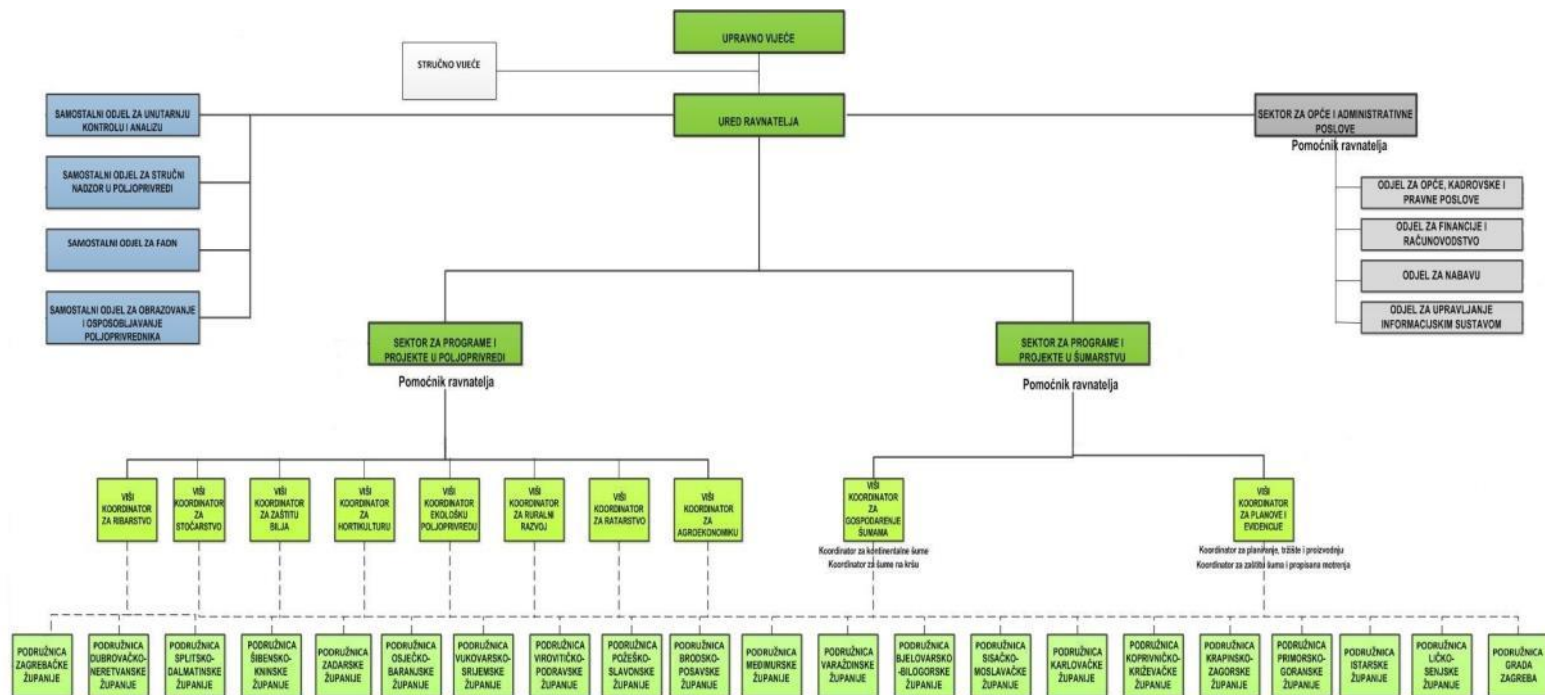 UPRAVNO VIJEĆE
STRUČNO VIJEĆE
URED RAVNATELJA
SAMOSTALNI ODJEL ZA UNUTARNJU
KONTROLU I ANALIZU
SAMOSTALNI ODJEL ZA STRUČNI
NADZOR U POLJOPRIVREDI
SAMOSTALNI ODJEL ZA FADN
SAMOSTALNI ODJEL ZA OBRAZOVANJE
I OSPOSOBLJAVANJE
POLJOPRIVREDNIKA
SEKTOR ZA OPĆE I ADMINISTRATIVNE
POSLOVE
Pomoćnik ravnatelja
ODJEL ZA OPĆE, KADROVSKE I
PRAVNE POSLOVE
ODJEL ZA FINANCIJE I
RAČUNOVODSTVO
ODJEL ZA NABAVU
ODJEL ZA UPRAVLJANJE
INFORMACIJSKIM SUSTAVOM
SEKTOR ZA PROGRAME I
PROJEKTE U POLJOPRIVREDI
Pomoćnik ravnatelja
SEKTOR ZA PROGRAME I
PROJEKTE U ŠUMARSTVU
Pomoćnik ravnatelja
VIŠI
KOORDINATOR
ZA RIBARSTVO
VIŠI
KOORDINATOR
ZA
STOČARSTVO
VIŠI
KOORDINATOR
ZA ZAŠTITU
BILJA
VIŠI
KOORDINATOR
ZA
HORTIKULTURU
VIŠI
KOORDINATOR
EKOLOŠKU
POLJOPRIVREDU
VIŠI
KOORDINATOR
ZA RURALNI
RAZVOJ
VIŠI
KOORDINATOR
ZA RATARSTVO
VIŠI
KOORDINATOR
ZA
AGROEKONOMIKU
VIŠI
KOORDINATOR
ZA
GOSPODARENJE
ŠUMAMA
Koordinator za kontinentalne šume
Koordinator za šume na kršu
VIŠI
KOORDINATOR
ZA PLANOVE I
EVIDENCIJE
Koordinator za planiranje, tržište i proizvodnju
Koordinator za zaštitu šuma i propisana motrenja
PODRUŽNICA
ZAGREBAČKE
ŽUPANIJE
PODRUŽNICA
DUBROVAČKO-
NERETVANSKE
ŽUPANIJE
PODRUŽNICA
SPLITSKO-
DALMATINSKE
ŽUPANIJE
PODRUŽNICA
ŠIBENSKO-
KNINSKE
ŽUPANIJE
PODRUŽNICA
ZADARSKE
ŽUPANIJE
PODRUŽNICA
OSJEČKO-
BARANJSKE
ŽUPANIJE
PODRUŽNICA
VUKOVARSKO-
SRIJEMSKE
ŽUPANIJE
PODRUŽNICA
VIROVITIČKO-
PODRAVSKE
ŽUPANIJE
PODRUŽNICA
POŽEŠKO-
SLAVONSKE
ŽUPANIJE
PODRUŽNICA
BRODSKO-
POSAVSKE
ŽUPANIJE
PODRUŽNICA
MEĐIMURSKE
ŽUPANIJE
PODRUŽNICA
VARAŽDINSKE
ŽUPANIJE
PODRUŽNICA
BJELOVARSKO
-BILOGORSKE
ŽUPANIJE
PODRUŽNICA
SISAČKO-
MOSLAVAČKE
ŽUPANIJE
PODRUŽNICA
KARLOVAČKE
ŽUPANIJE
PODRUŽNICA
KOPRIVNIČKO-
KRIŽEVAČKE
ŽUPANIJE
PODRUŽNICA
KRAPINSKO-
ZAGORSKE
ŽUPANIJE
PODRUŽNICA
PRIMORSKO-
GORANSKE
ŽUPANIJE
PODRUŽNICA
ISTARSKE
ŽUPANIJE
PODRUŽNICA
LIČKO-
SENJSKE
ŽUPANIJE
PODRUŽNICA
GRADA
ZAGREBA